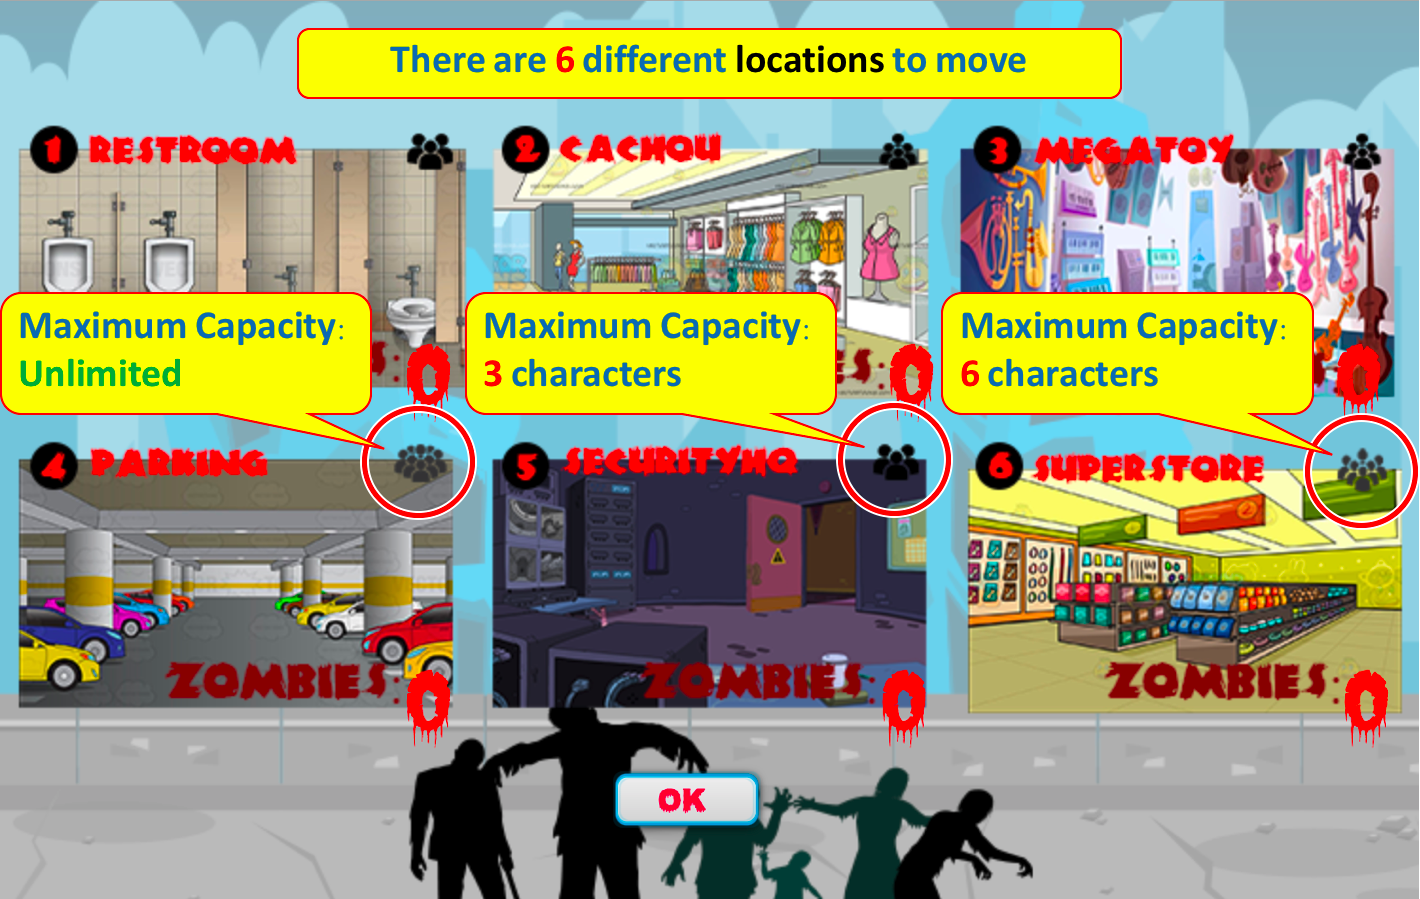 There are 6 different locations to move
1 RESTROOM
2 CACHOU
3 MEGATOY
Maximum Capacity:
Unlimited
Maximum Capacity:
3 characters
Maximum Capacity:
6 characters
S: 0
ES: 0
0
4 PARKING
5 SECURITYHQ
6 SUPERSTORE
ZOMBIES: 0
ZOMBIES: 0
ZOMBIES: 0
OK